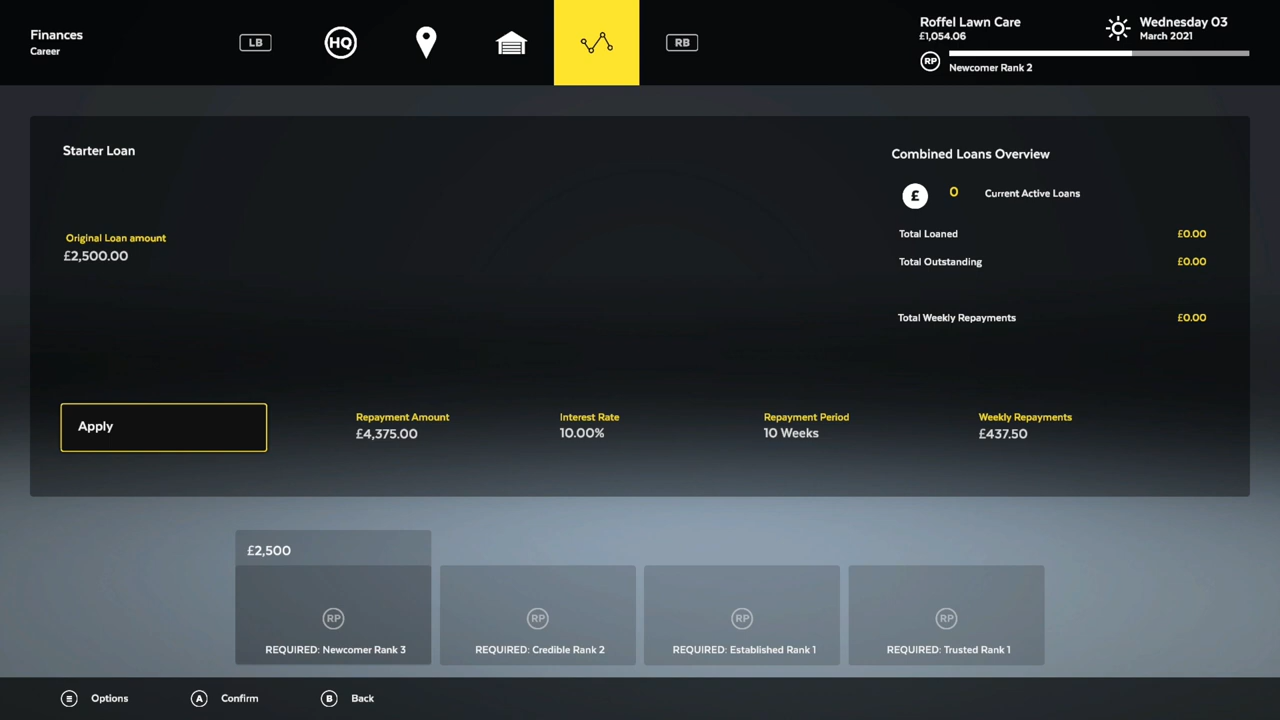 Finances
Career
LB
HQ
RB
Roffel Lawn Care
£1,054.06
Wednesday 03
March 2021
RP
Newcomer Rank 2
Starter Loan
Original Loan amount
£2,500.00
Combined Loans Overview
£ 0 Current Active Loans
Total Loaned £0.00
Total Outstanding £0.00
Total Weekly Repayments £0.00
Apply
Repayment Amount
£4,375.00
Interest Rate
10.00%
Repayment Period
10 Weeks
Weekly Repayments
£437.50
£2,500
RP
REQUIRED: Newcomer Rank 3
RP
REQUIRED: Credible Rank 2
RP
REQUIRED: Established Rank 1
RP
REQUIRED: Trusted Rank 1
Options
A Confirm
B Back